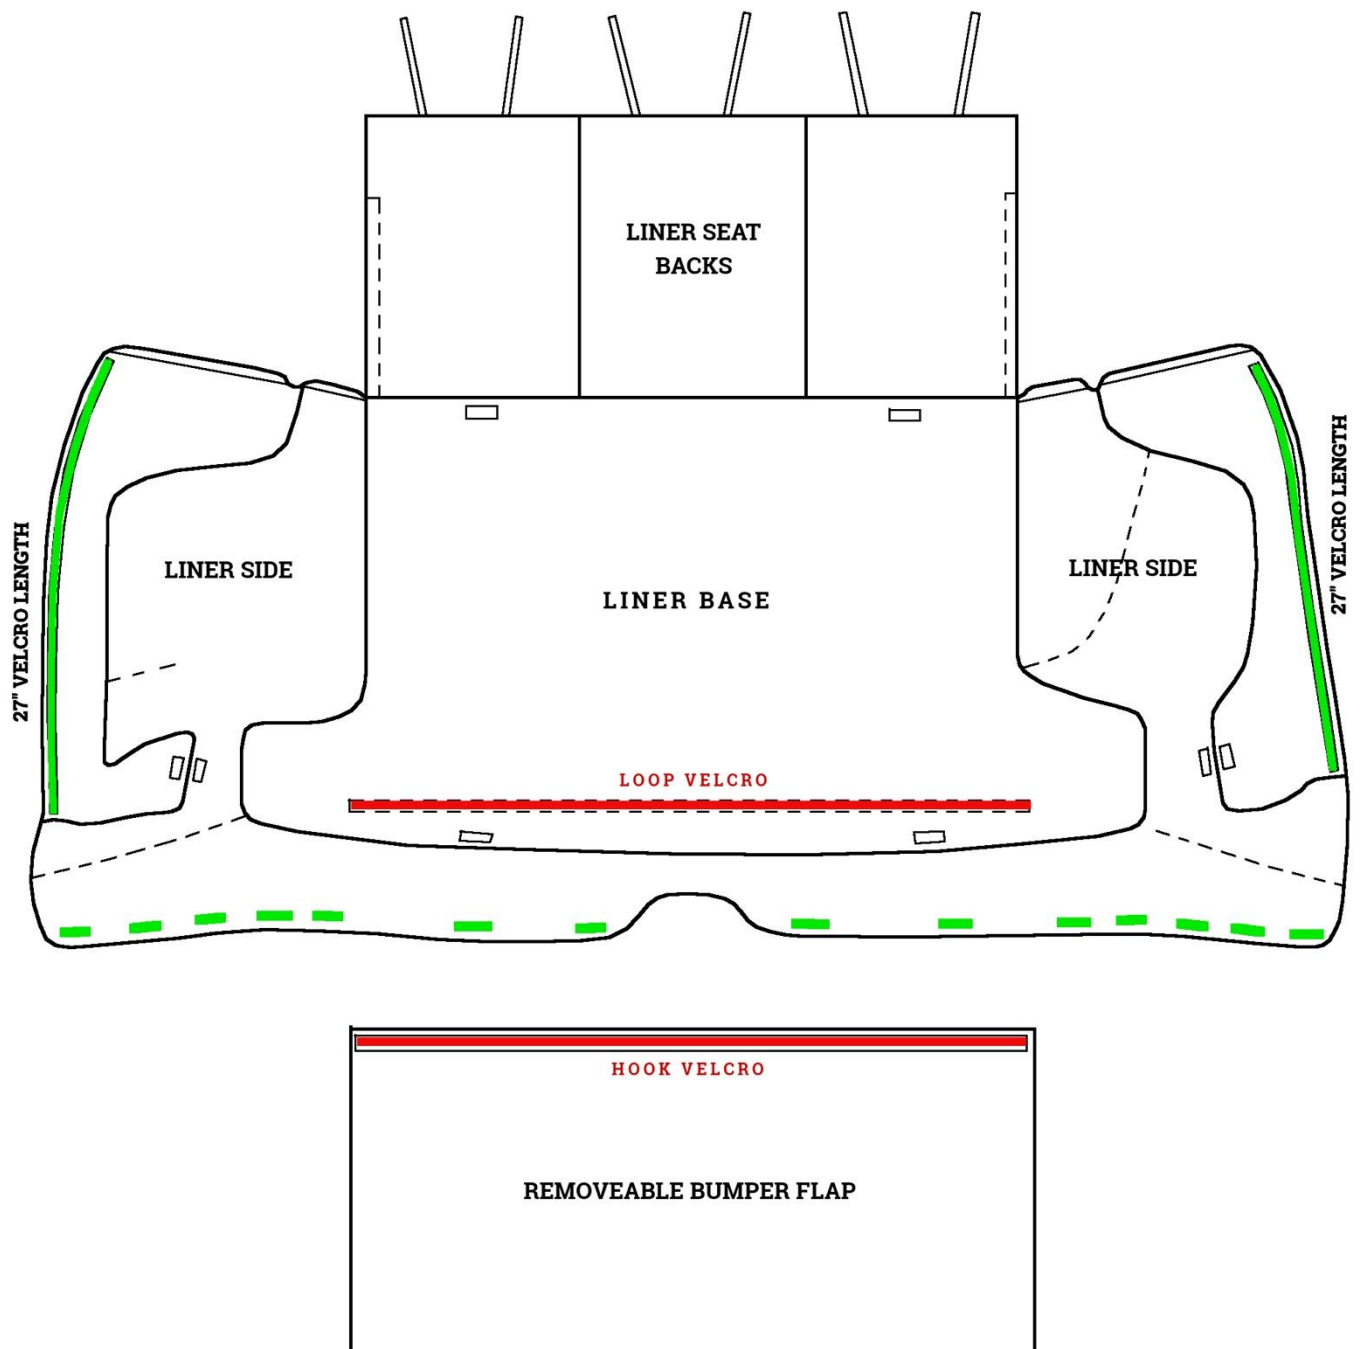 LINER SEAT
BACKS
27" VELCRO LENGTH
27" VELCRO LENGTH
LINER SIDE
LINER SIDE
LINER BASE
LOOP VELCRO
HOOK VELCRO
REMOVEABLE BUMPER FLAP